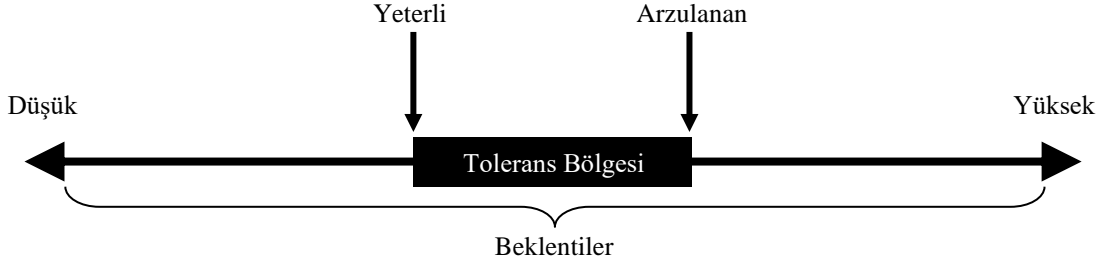 Yeterli
Arzulanan
Düşük
Yüksek
Tolerans Bölgesi
Beklentiler